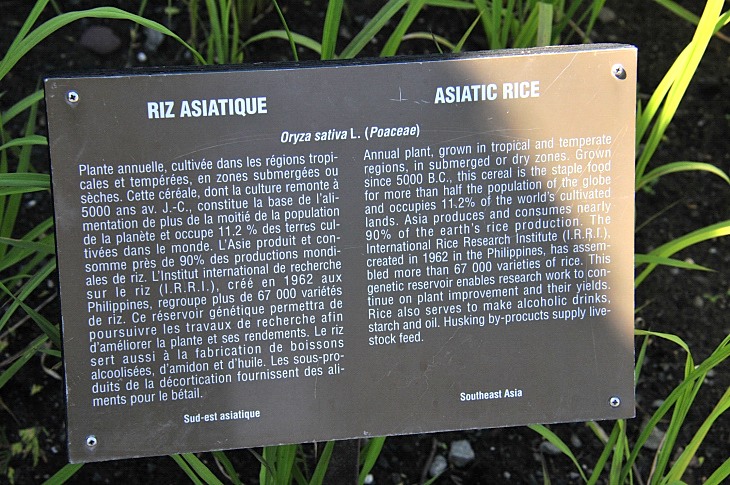 RIZ ASIATIQUE
ASIATIC RICE
Oryza sativa L. (Poaceae)
Plante annuelle, cultivée dans les régions tropi-
cales et tempérées, en zones submergées ou
sèches. Cette céréale, dont la culture remonte à
5000 ans av. J.-C., constitue la base de l'ali-
mentation de plus de la moitié de la population
de la planète et occupe 11.2 % des terres cul-
tivées dans le monde. L'Asie produit et con-
somme près de 90% des productions mondi-
ales de riz. L'Institut international de recherche
sur le riz (I.R.R.I.), créé en 1962 aux
Philippines, regroupe plus de 67 000 variétés
de riz. Ce réservoir génétique permettra de
poursuivre les travaux de recherche afin
d'améliorer la plante et ses rendements. Le riz
sert aussi à la fabrication de boissons
alcoolisées, d'amidon et d'huile. Les sous-pro-
duits de la décortication fournissent des ali-
ments pour le bétail.
Sud-est asiatique
Annual plant, grown in tropical and temperate
regions, in submerged or dry zones. Grown
since 5000 B.C., this cereal is the staple food
for more than half the population of the globe
and occupies 11.2% of the world's cultivated
lands. Asia produces and consumes nearly
90% of the earth's rice production. The
International Rice Research Institute (I.R.R.I.),
created in 1962 in the Philippines, has assem-
bled more than 67 000 varieties of rice. This
genetic reservoir enables research work to con-
tinue on plant improvement and their yields.
Rice also serves to make alcoholic drinks,
starch and oil. Husking by-procucts supply live-
stock feed.
Southeast Asia